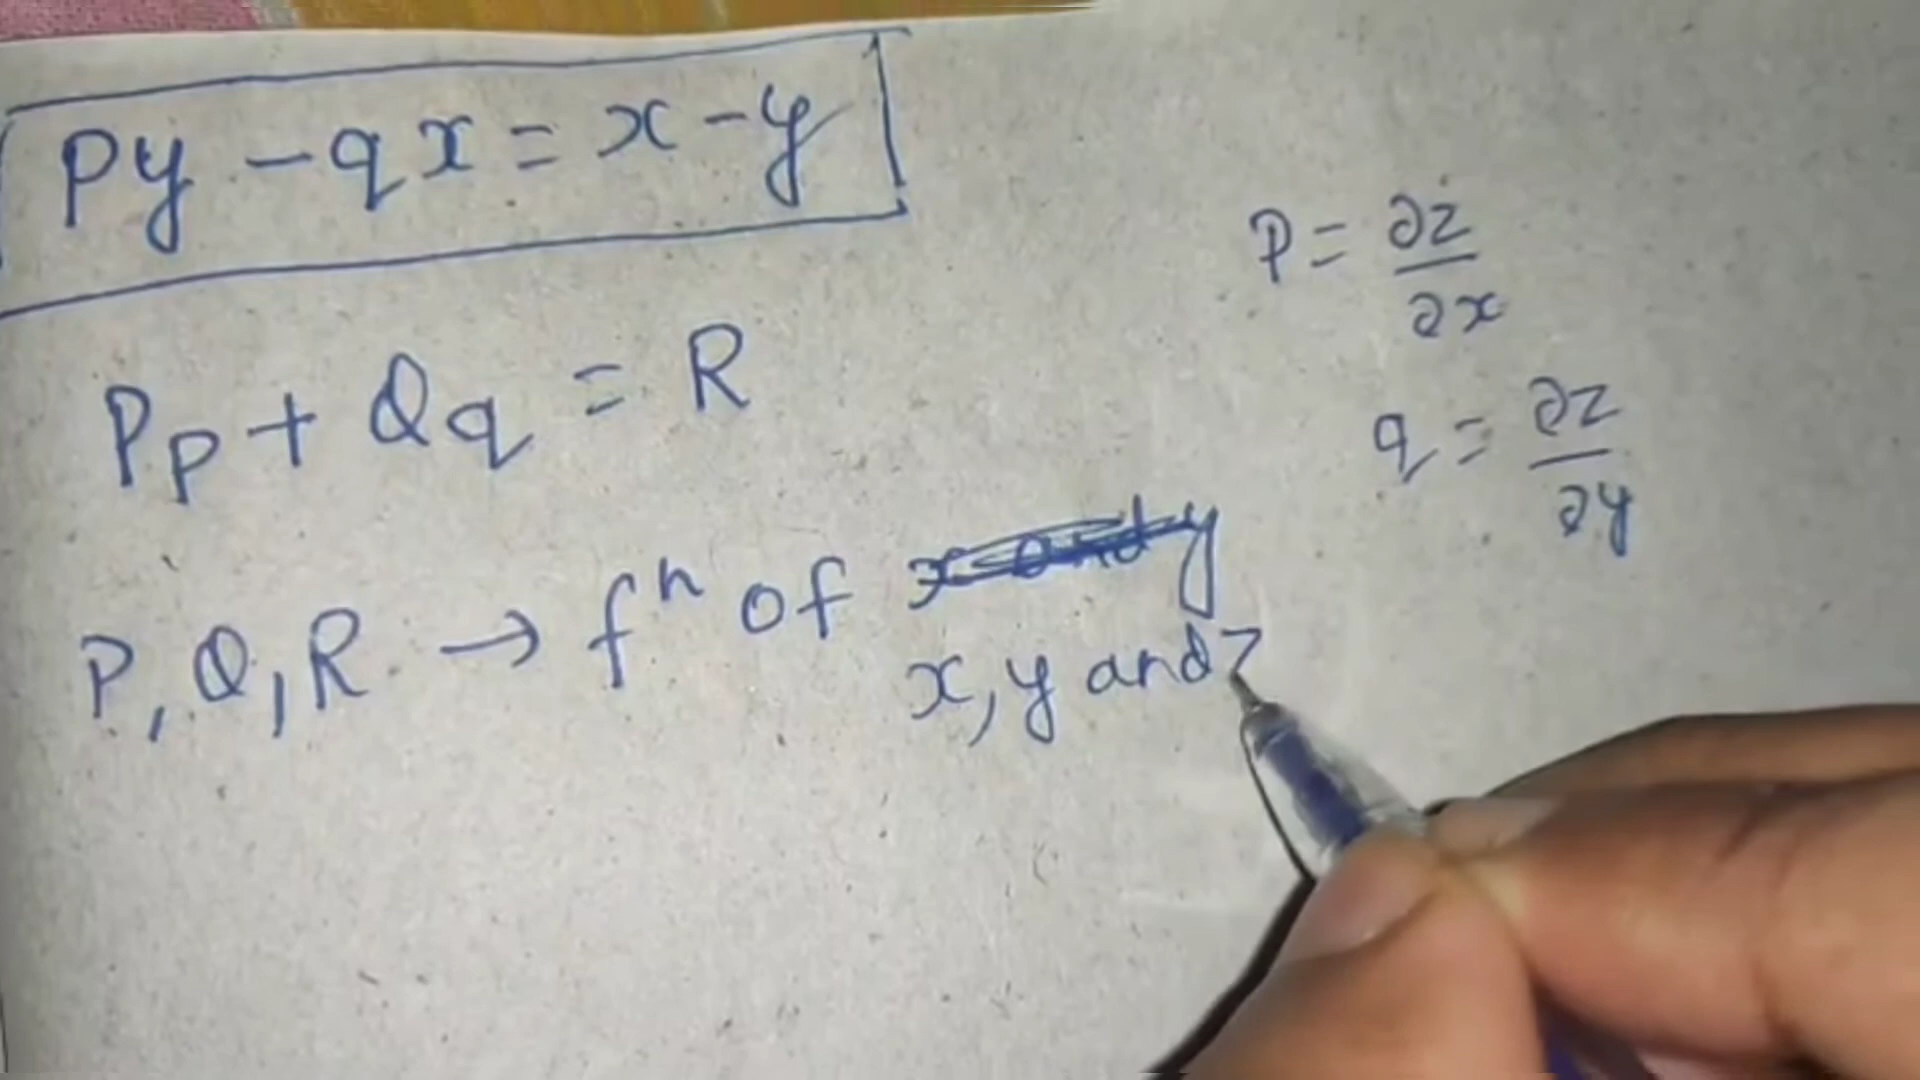 Py - qx = x - y
P = ∂z/∂x
Pp + Qq = R
q = ∂z/∂y
P, Q, R → fⁿ of x and y
x, y and z